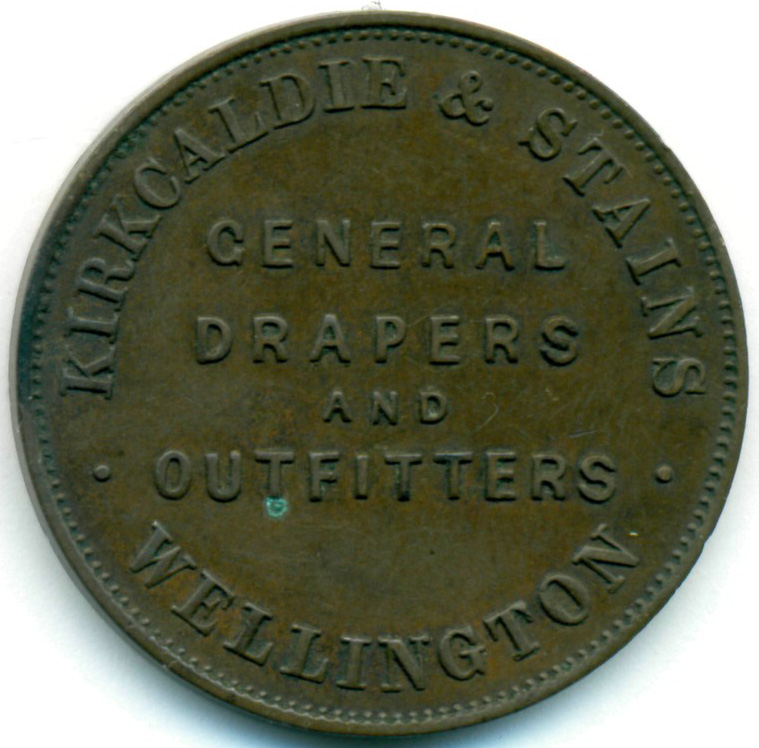 KIRKCALDIE & STAINS
GENERAL
DRAPERS
AND
• OUTFITTERS •
WELLINGTON